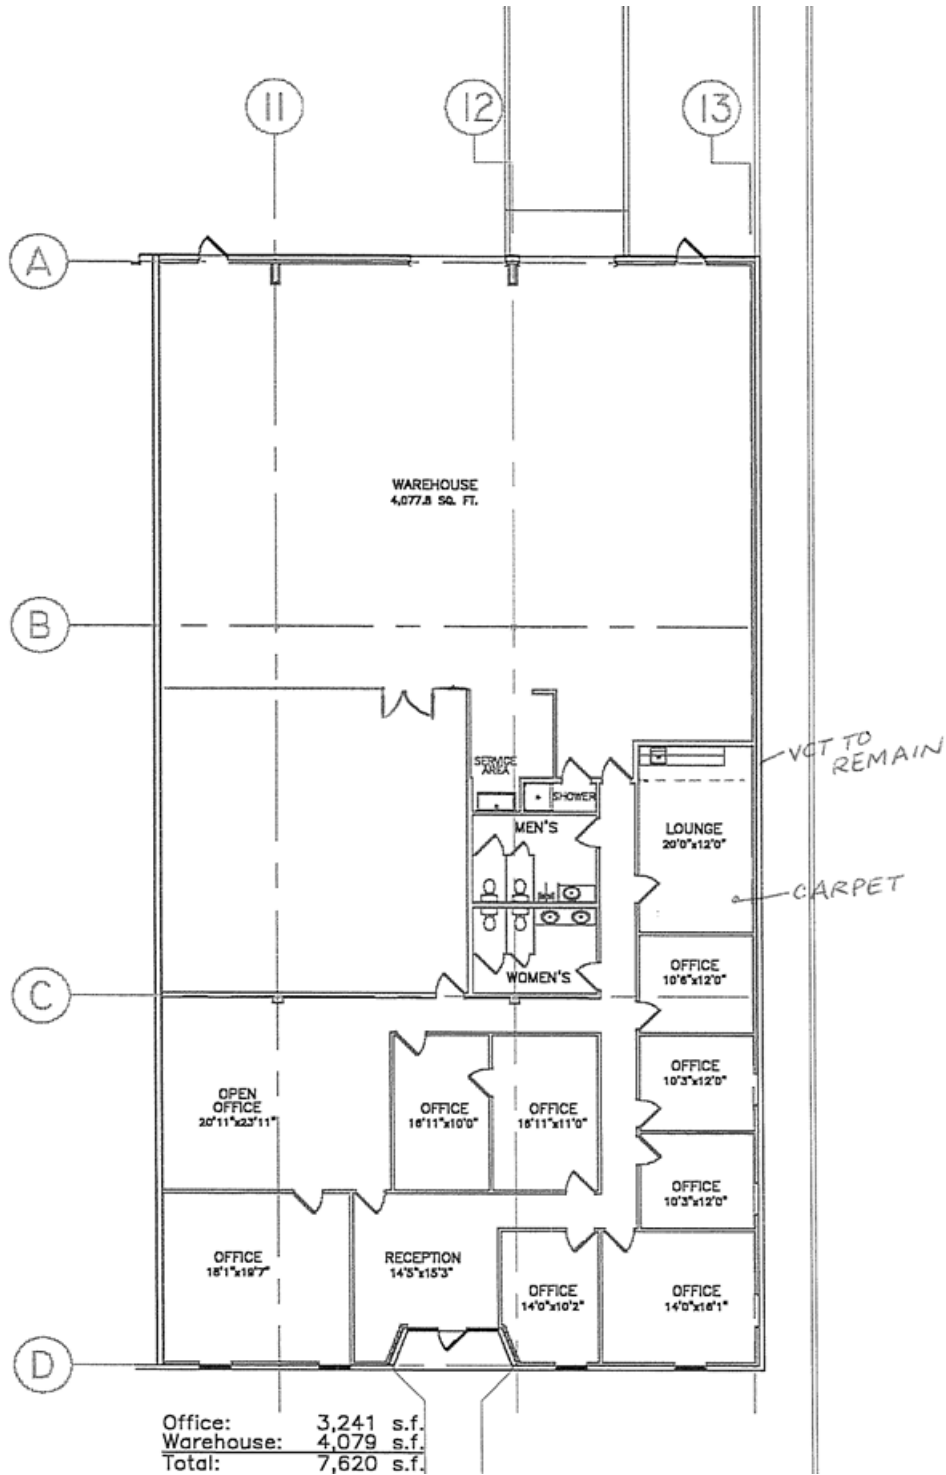 11
12
13
A
WAREHOUSE
4,077.8 SQ. FT.
B
VCT TO
REMAIN
SERVICE
AREA
SHOWER
MEN'S
LOUNGE
20'0"x12'0"
CARPET
WOMEN'S
OFFICE
10'6"x12'0"
C
OFFICE
10'3"x12'0"
OPEN
OFFICE
20'11"x23'11"
OFFICE
16'11"x10'0"
OFFICE
16'11"x11'0"
OFFICE
10'3"x12'0"
OFFICE
18'1"x19'7"
RECEPTION
14'5"x15'3"
OFFICE
14'0"x10'2"
OFFICE
14'0"x16'1"
D
Office: 3,241 s.f.
Warehouse: 4,079 s.f.
Total: 7,620 s.f.